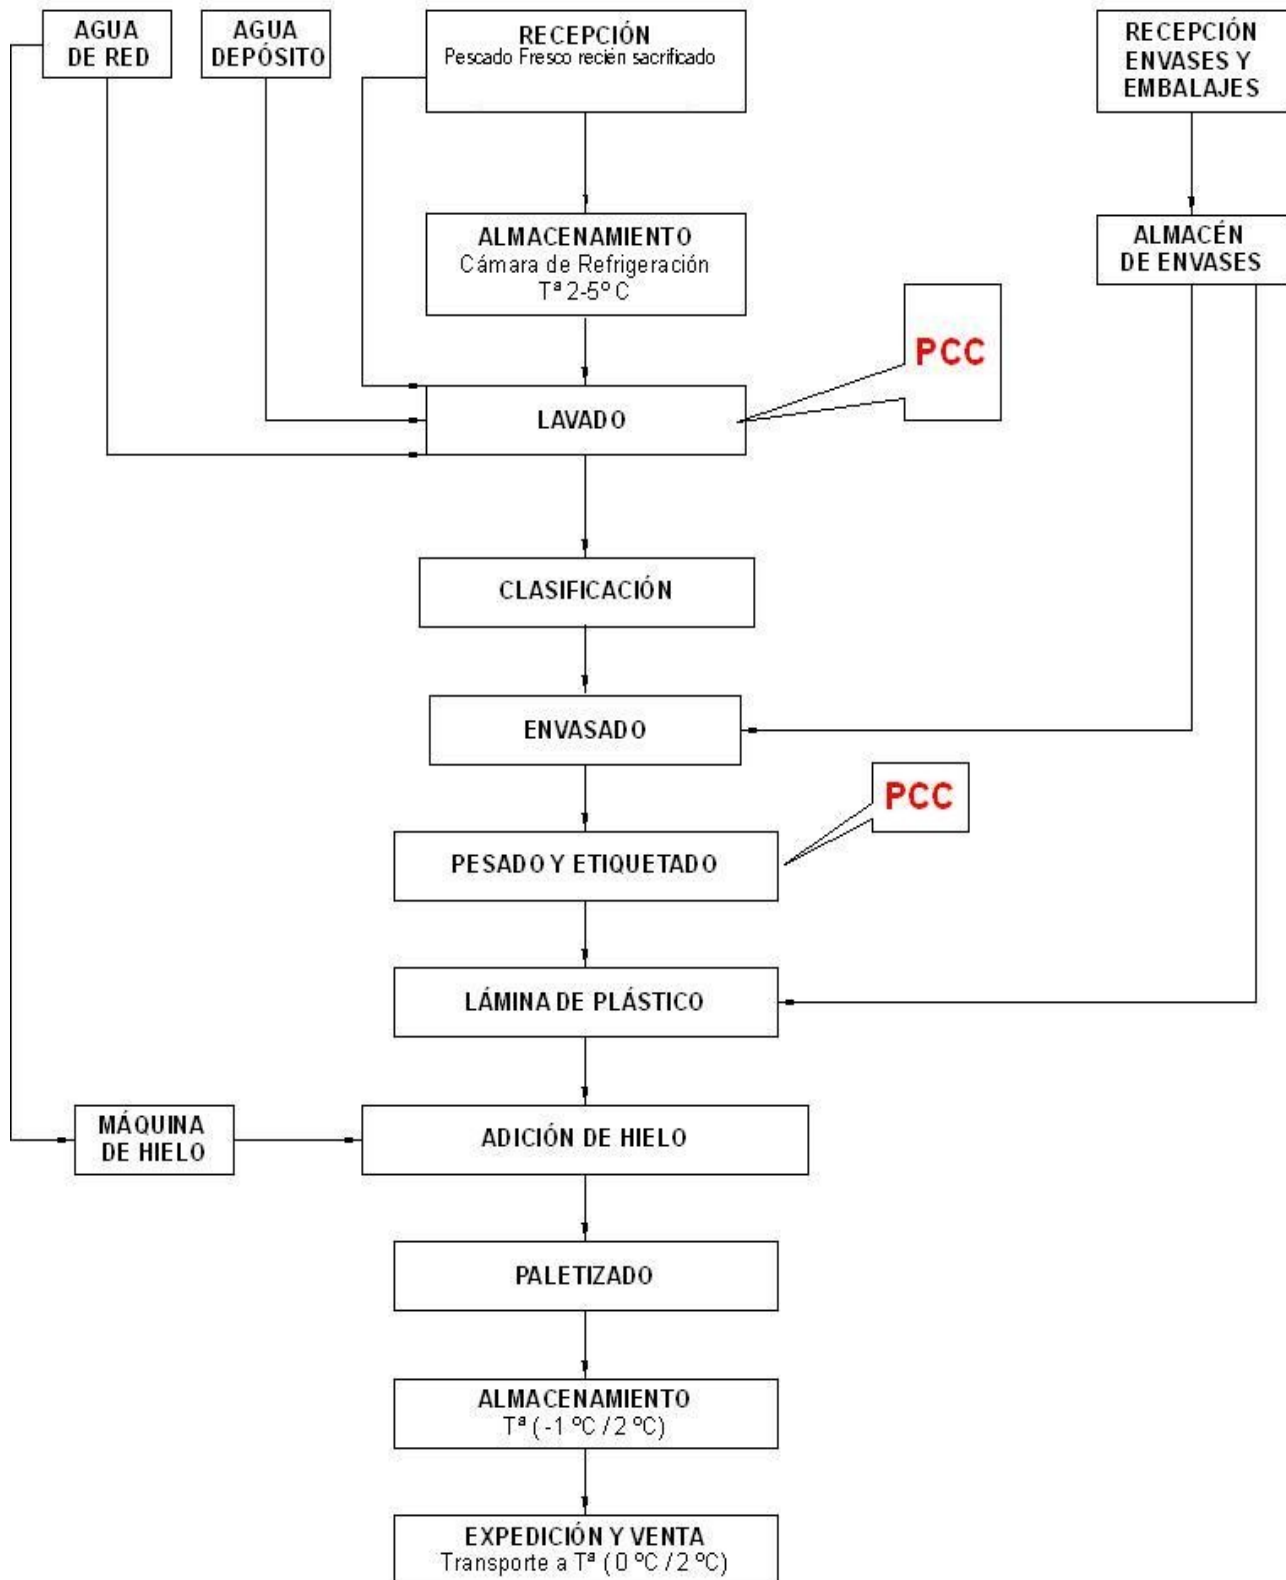 AGUA
DE RED
AGUA
DEPÓSITO
RECEPCIÓN
Pescado Fresco recién sacrificado
RECEPCIÓN
ENVASES Y
EMBALAJES
ALMACENAMIENTO
Cámara de Refrigeración
Tª 2-5º C
ALMACÉN
DE ENVASES
PCC
LAVADO
CLASIFICACIÓN
ENVASADO
PCC
PESADO Y ETIQUETADO
LÁMINA DE PLÁSTICO
MÁQUINA
DE HIELO
ADICIÓN DE HIELO
PALETIZADO
ALMACENAMIENTO
Tª ( -1 ºC / 2 ºC)
EXPEDICIÓN Y VENTA
Transporte a Tª ( 0 ºC / 2 ºC)